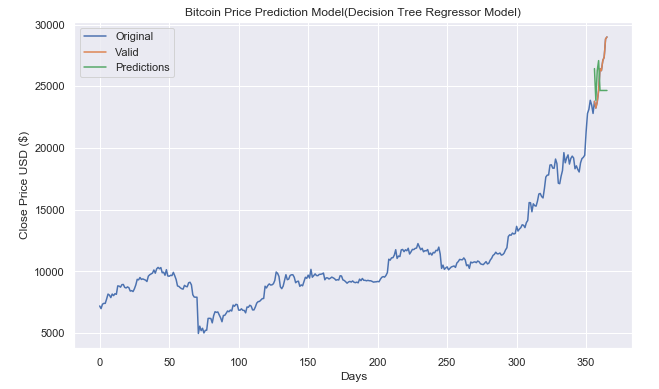 Bitcoin Price Prediction Model(Decision Tree Regressor Model)
Original
Valid
Predictions
30000
25000
20000
15000
10000
5000
Close Price USD ($)
0 50 100 150 200 250 300 350
Days